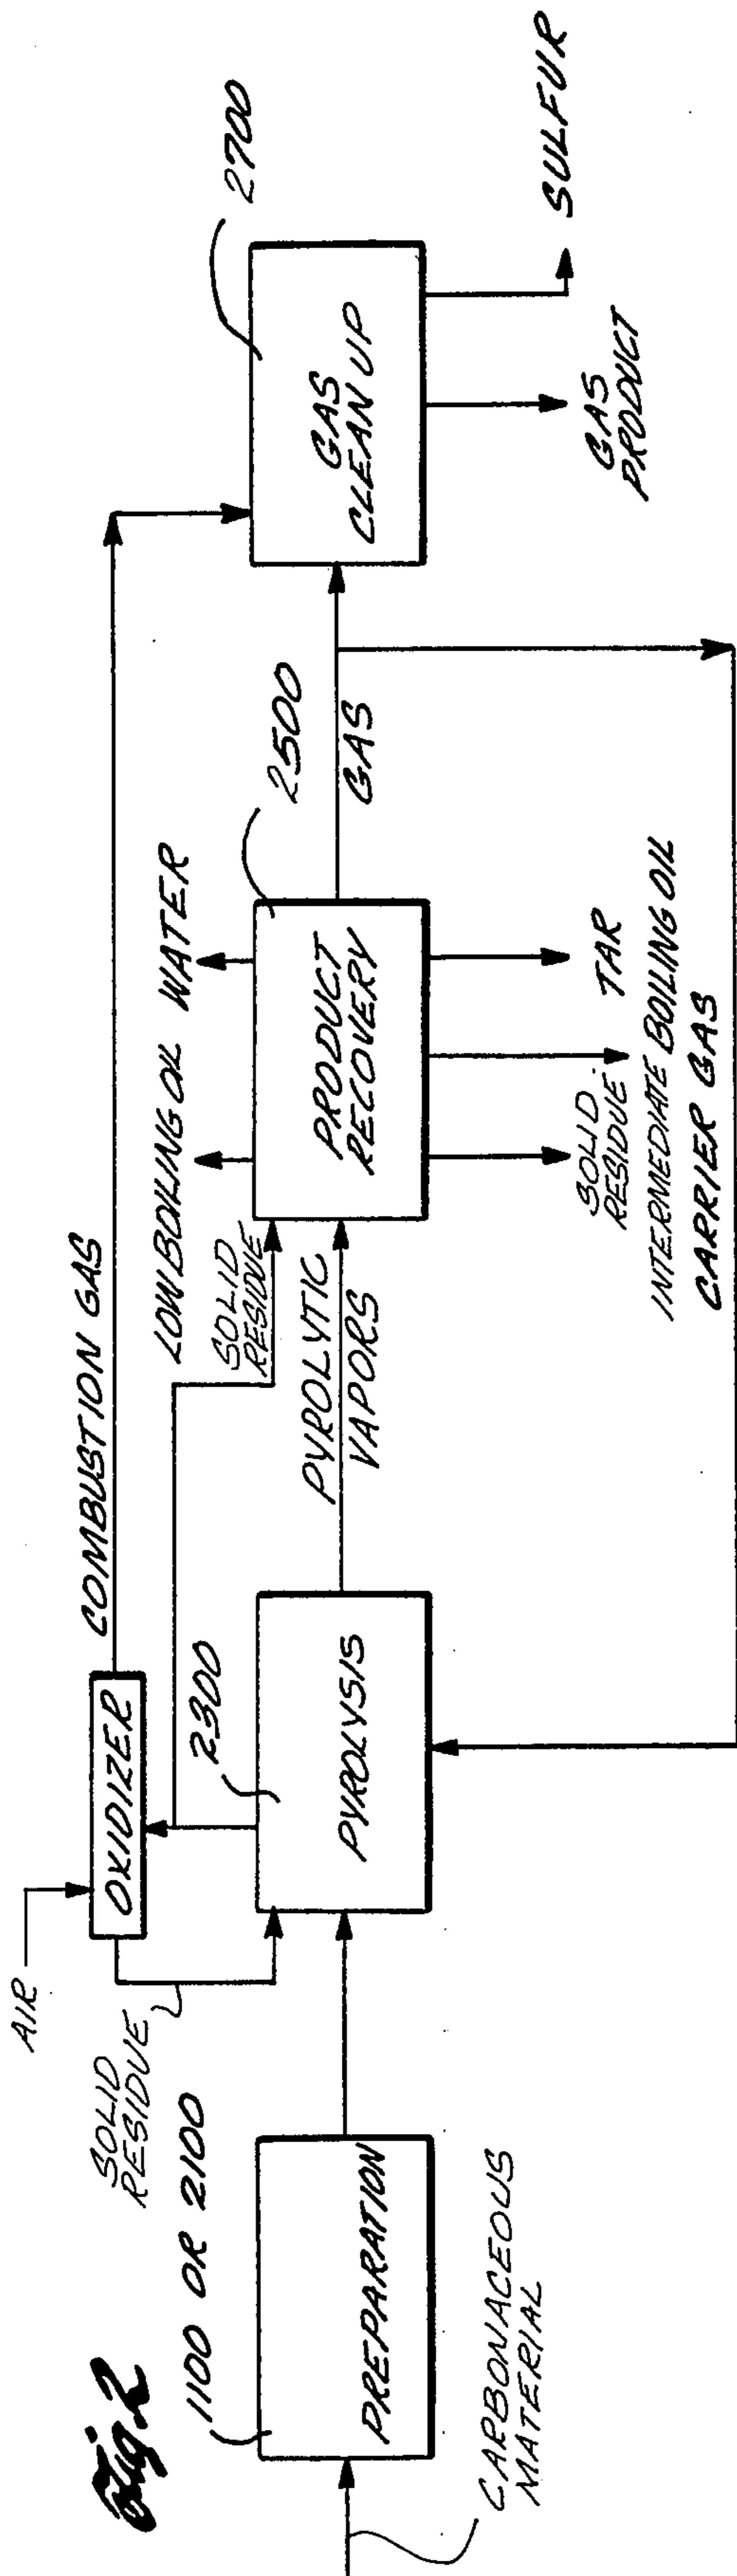 Fig. 2
AIR
SOLID
RESIDUE
1100 OR 2100
PREPARATION
CARBONACEOUS
MATERIAL
OXIDIZER
COMBUSTION GAS
2300
PYROLYSIS
PYROLYTIC
VAPORS
SOLID
RESIDUE
LOW BOILING OIL
WATER
2500
PRODUCT
RECOVERY
SOLID
RESIDUE
TAR
INTERMEDIATE BOILING OIL
CARRIER GAS
GAS
2700
GAS
CLEAN UP
GAS
PRODUCT
SULFUR